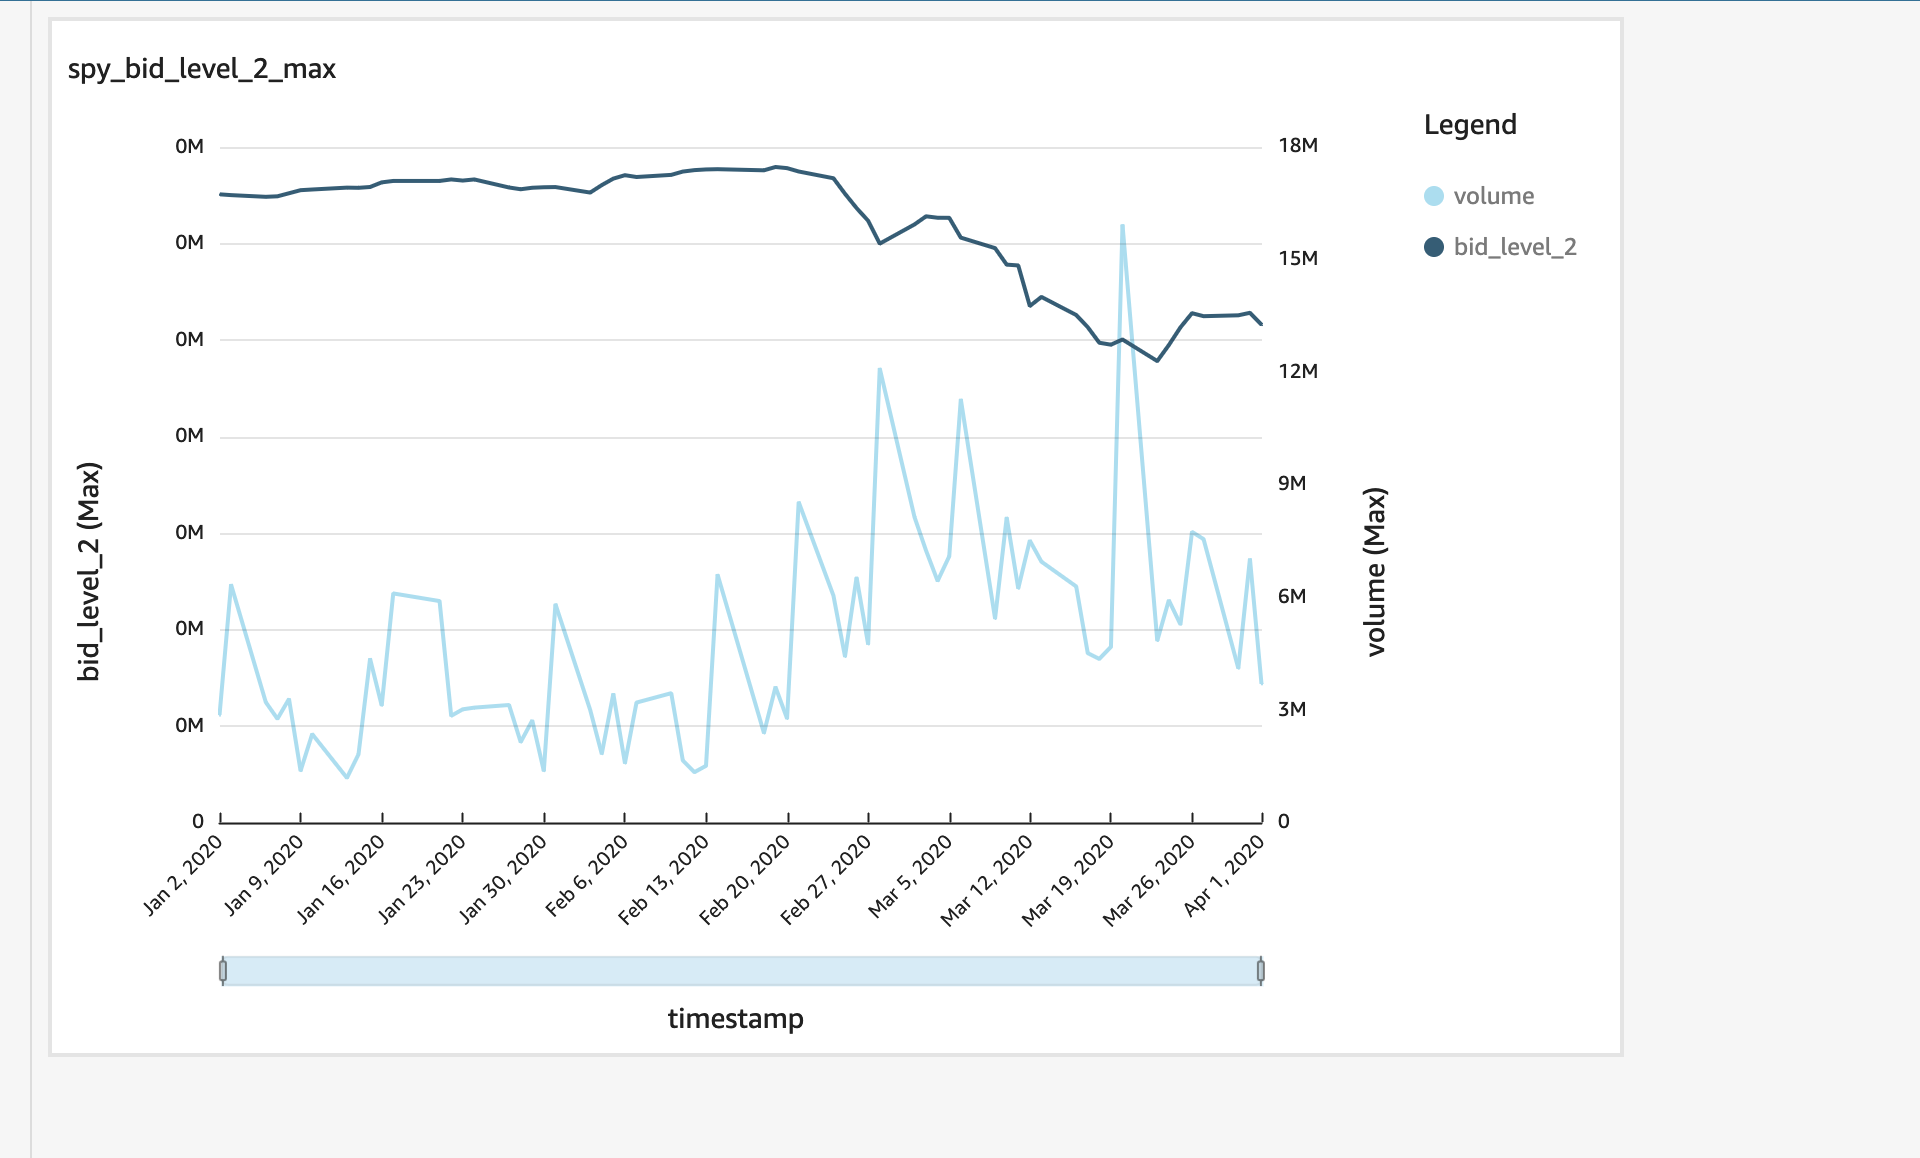 spy_bid_level_2_max
Legend
volume
bid_level_2
0M
0M
0M
0M
0M
0M
0M
0
bid_level_2 (Max)
18M
15M
12M
9M
6M
3M
0
volume (Max)
Jan 2, 2020
Jan 9, 2020
Jan 16, 2020
Jan 23, 2020
Jan 30, 2020
Feb 6, 2020
Feb 13, 2020
Feb 20, 2020
Feb 27, 2020
Mar 5, 2020
Mar 12, 2020
Mar 19, 2020
Mar 26, 2020
Apr 1, 2020
timestamp